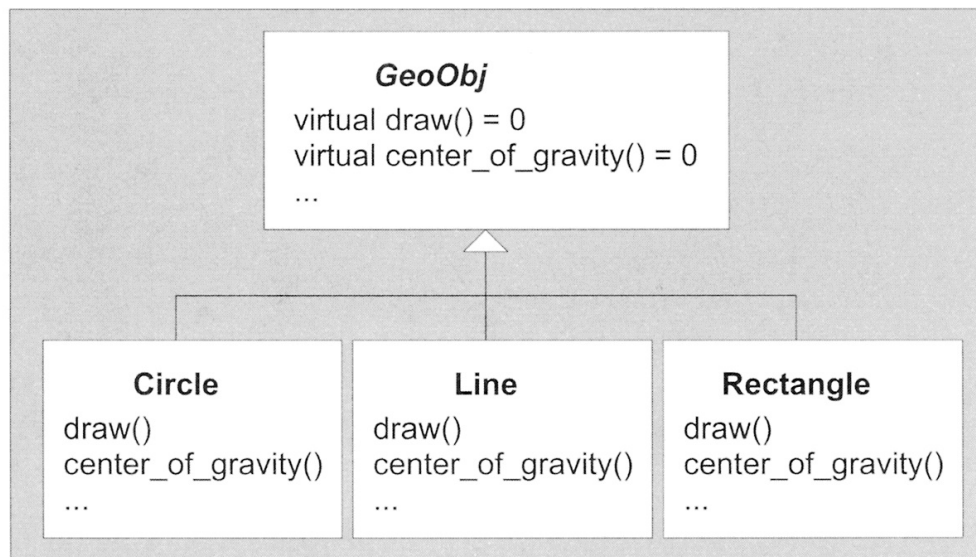 GeoObj
virtual draw() = 0
virtual center_of_gravity() = 0
...
Circle
draw()
center_of_gravity()
...
Line
draw()
center_of_gravity()
...
Rectangle
draw()
center_of_gravity()
...